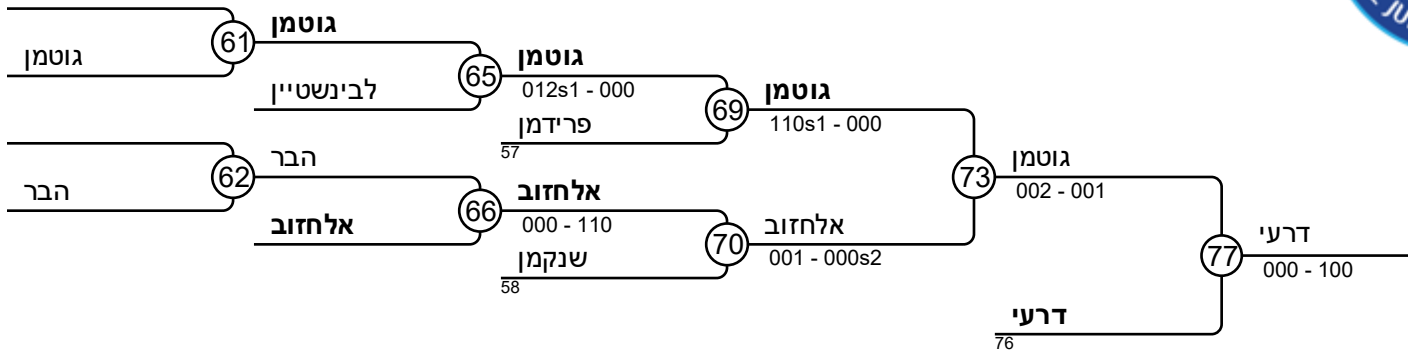 גוטמן
61
גוטמן
לבינשטיין
65
גוטמן
012s1 - 000
פרידמן
57
69
גוטמן
110s1 - 000
הבר
62
הבר
אלחזוב
66
אלחזוב
000 - 110
שנקמן
58
70
אלחזוב
001 - 000s2
73
גוטמן
002 - 001
דרעי
76
77
דרעי
000 - 100